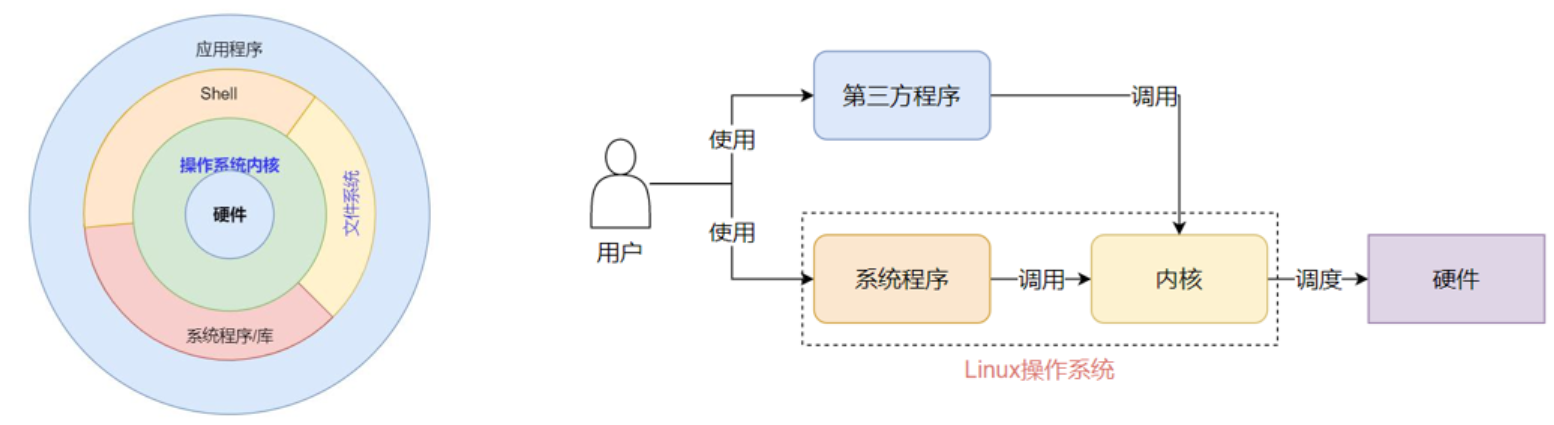 应用程序
Shell
操作系统内核
硬件
文件系统
系统程序/库
第三方程序
调用
使用
用户
使用
系统程序
调用
内核
调度
硬件
Linux操作系统